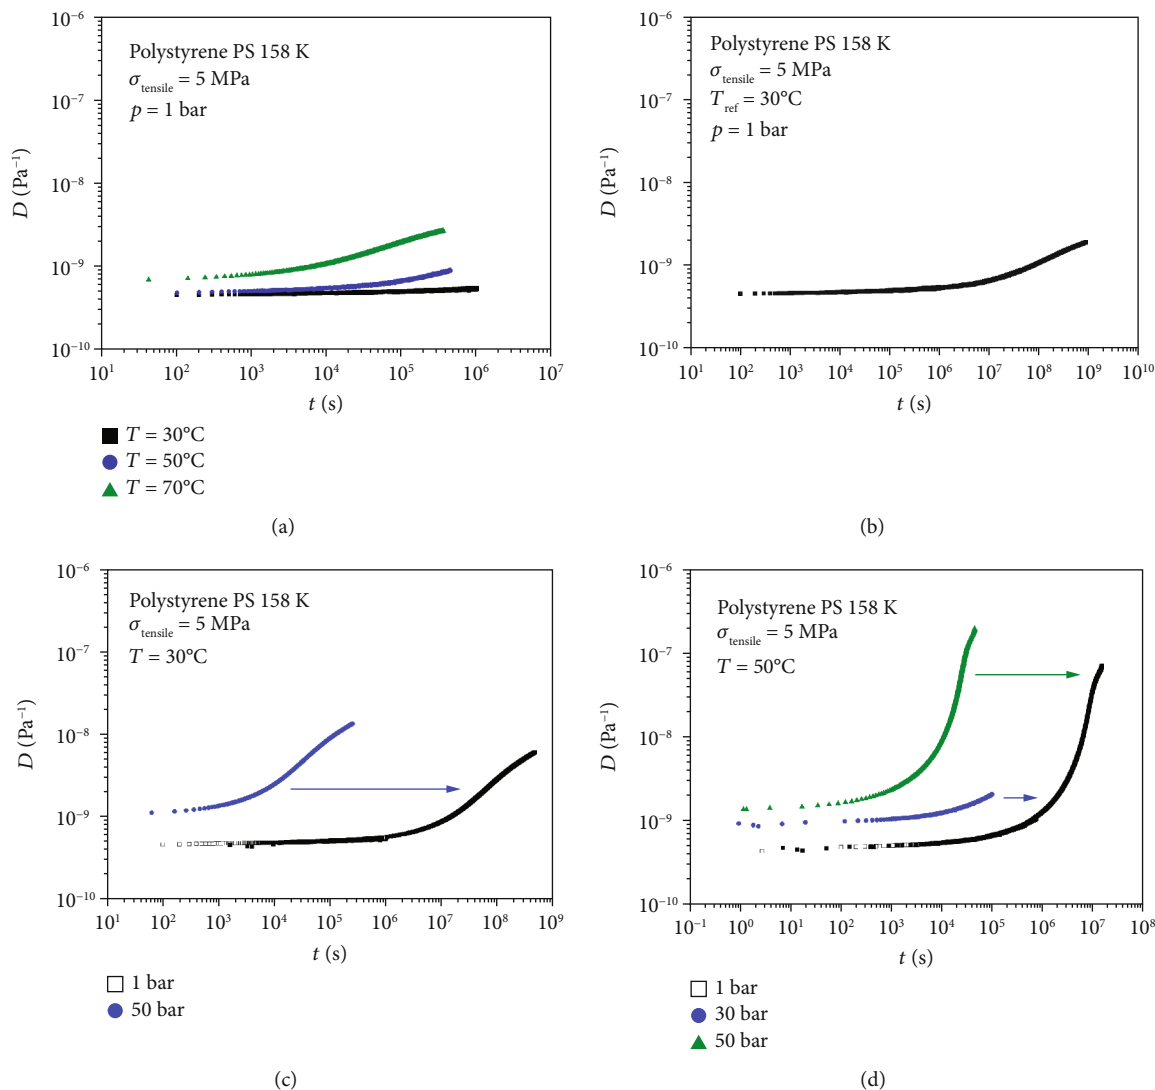 10⁻⁶
10⁻⁷
10⁻⁸
10⁻⁹
10⁻¹⁰
D (Pa⁻¹)
Polystyrene PS 158 K
σtensile = 5 MPa
p = 1 bar
10¹ 10² 10³ 10⁴ 10⁵ 10⁶ 10⁷
t (s)
T = 30°C
T = 50°C
T = 70°C
(a)
10⁻⁶
10⁻⁷
10⁻⁸
10⁻⁹
10⁻¹⁰
D (Pa⁻¹)
Polystyrene PS 158 K
σtensile = 5 MPa
Tref = 30°C
p = 1 bar
10¹ 10² 10³ 10⁴ 10⁵ 10⁶ 10⁷ 10⁸ 10⁹ 10¹⁰
t (s)
(b)
10⁻⁶
10⁻⁷
10⁻⁸
10⁻⁹
10⁻¹⁰
D (Pa⁻¹)
Polystyrene PS 158 K
σtensile = 5 MPa
T = 30°C
10¹ 10² 10³ 10⁴ 10⁵ 10⁶ 10⁷ 10⁸ 10⁹
t (s)
1 bar
50 bar
(c)
10⁻⁶
10⁻⁷
10⁻⁸
10⁻⁹
10⁻¹⁰
D (Pa⁻¹)
Polystyrene PS 158 K
σtensile = 5 MPa
T = 50°C
10⁻¹ 10⁰ 10¹ 10² 10³ 10⁴ 10⁵ 10⁶ 10⁷ 10⁸
t (s)
1 bar
30 bar
50 bar
(d)